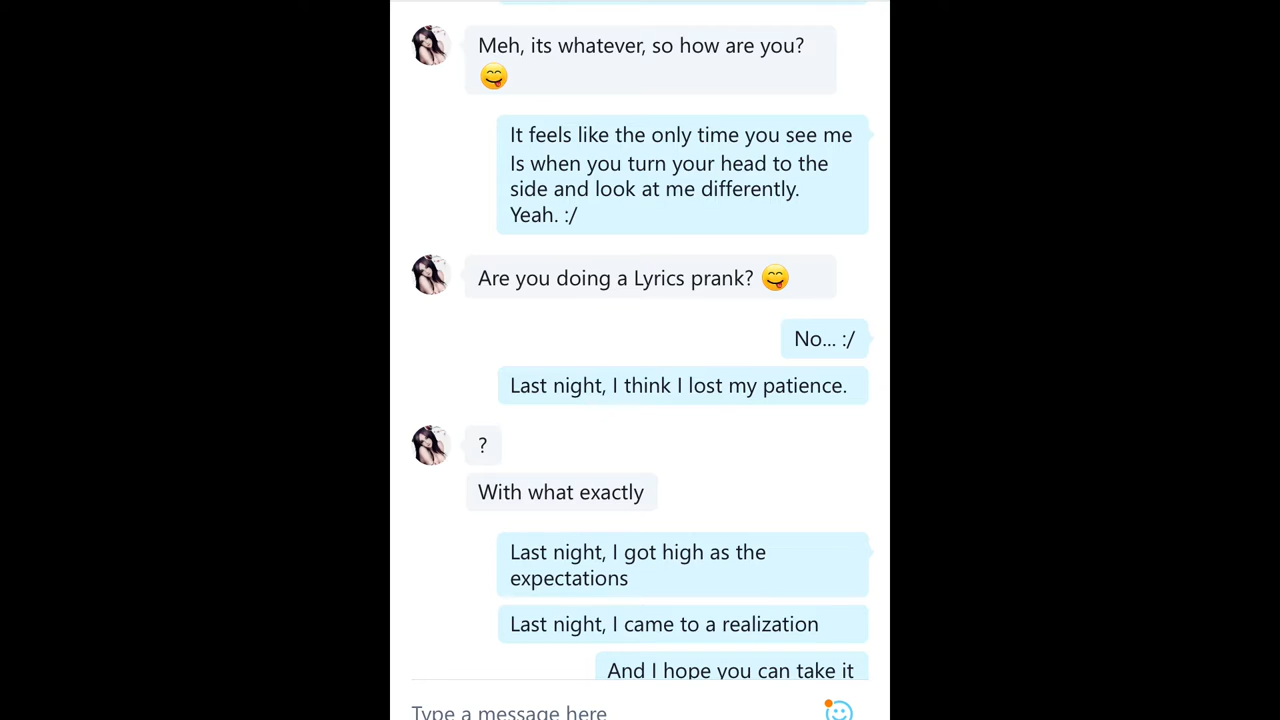 Meh, its whatever, so how are you?
😋
It feels like the only time you see me
Is when you turn your head to the
side and look at me differently.
Yeah. :/
Are you doing a Lyrics prank? 😋
No... :/
Last night, I think I lost my patience.
?
With what exactly
Last night, I got high as the
expectations
Last night, I came to a realization
And I hope you can take it
Type a message here